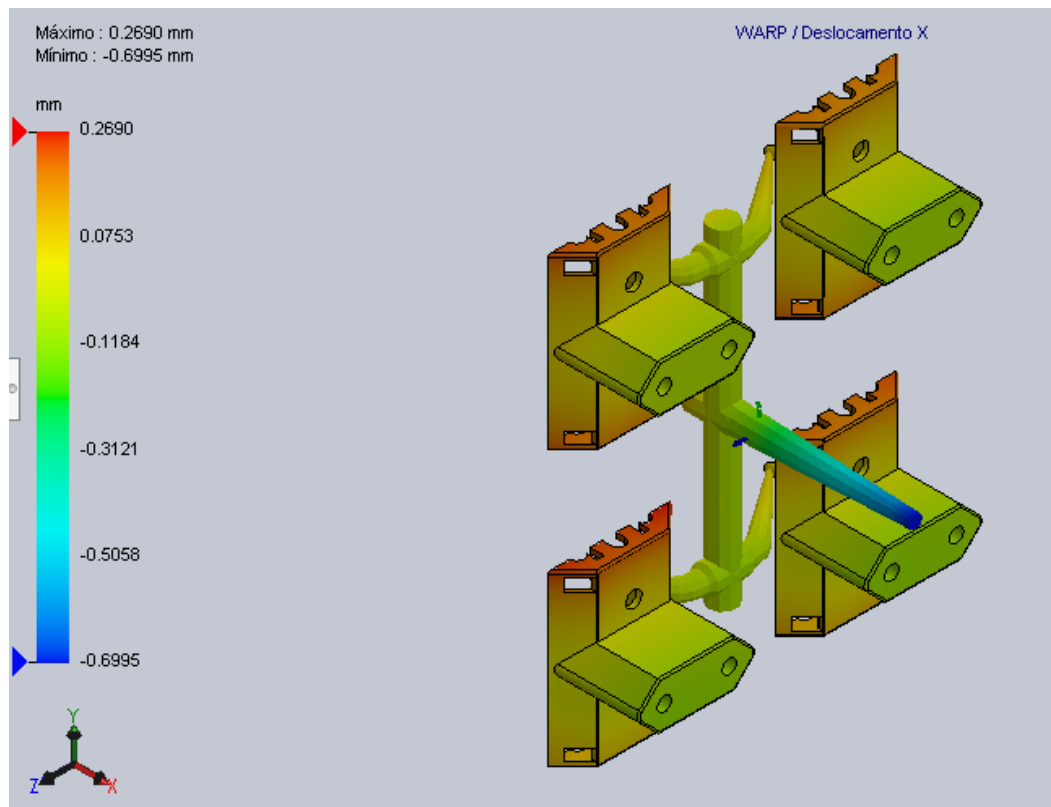 Máximo : 0.2690 mm
Mínimo : -0.6995 mm
WARP / Deslocamento X
mm
0.2690
0.0753
-0.1184
-0.3121
-0.5058
-0.6995
Y
Z
X